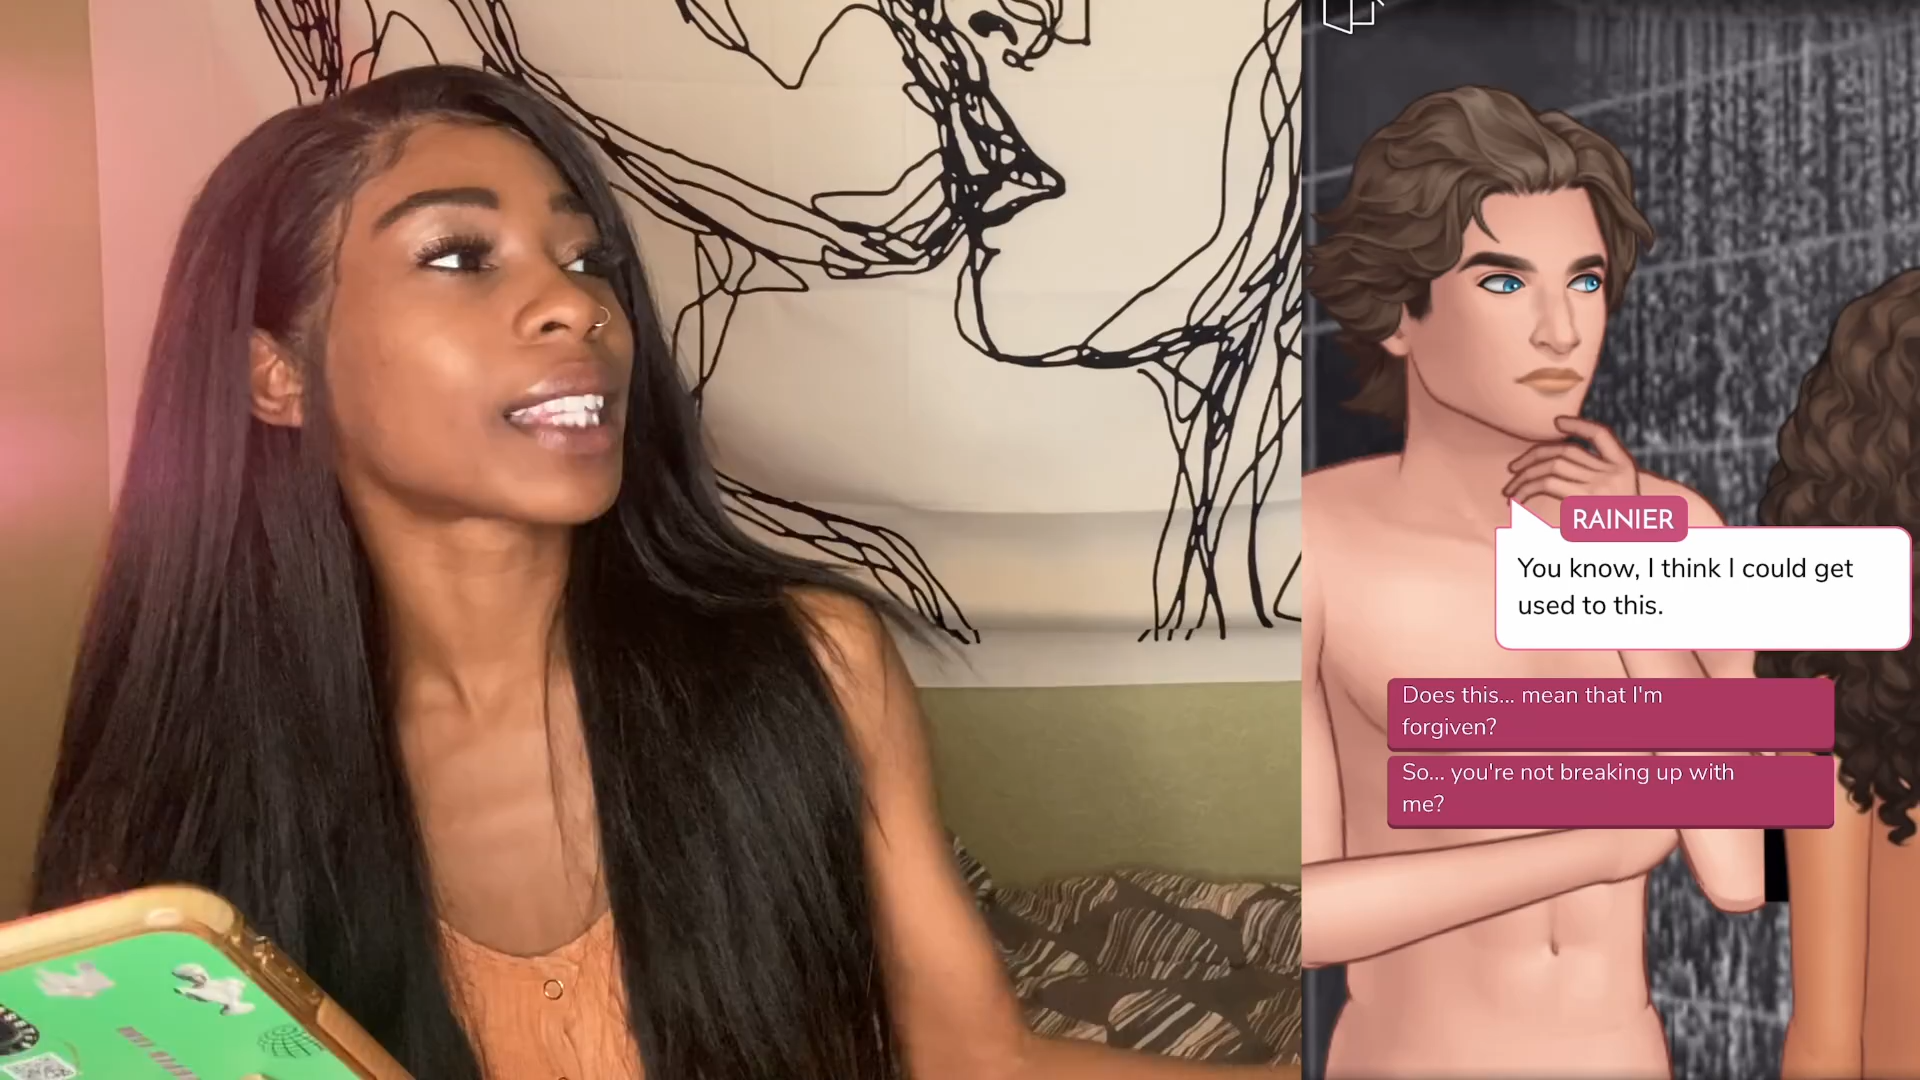 RAINIER
You know, I think I could get
used to this.
Does this... mean that I'm
forgiven?
So... you're not breaking up with
me?